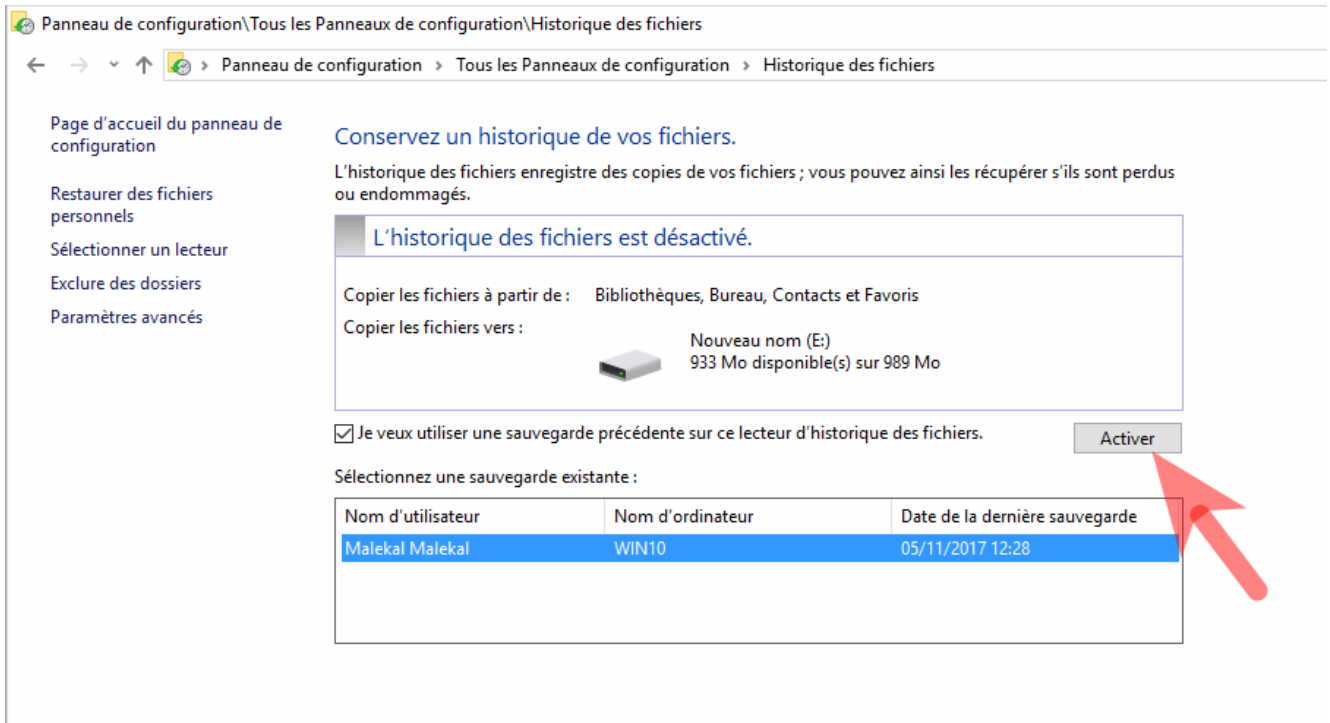 Panneau de configuration\Tous les Panneaux de configuration\Historique des fichiers
Panneau de configuration > Tous les Panneaux de configuration > Historique des fichiers
Page d'accueil du panneau de
configuration
Restaurer des fichiers
personnels
Sélectionner un lecteur
Exclure des dossiers
Paramètres avancés
Conservez un historique de vos fichiers.
L'historique des fichiers enregistre des copies de vos fichiers ; vous pouvez ainsi les récupérer s'ils sont perdus
ou endommagés.
L'historique des fichiers est désactivé.
Copier les fichiers à partir de : Bibliothèques, Bureau, Contacts et Favoris
Copier les fichiers vers :
Nouveau nom (E:)
933 Mo disponible(s) sur 989 Mo
Je veux utiliser une sauvegarde précédente sur ce lecteur d'historique des fichiers.
Activer
Sélectionnez une sauvegarde existante :
Nom d'utilisateur Nom d'ordinateur Date de la dernière sauvegarde
Malekal Malekal WIN10 05/11/2017 12:28